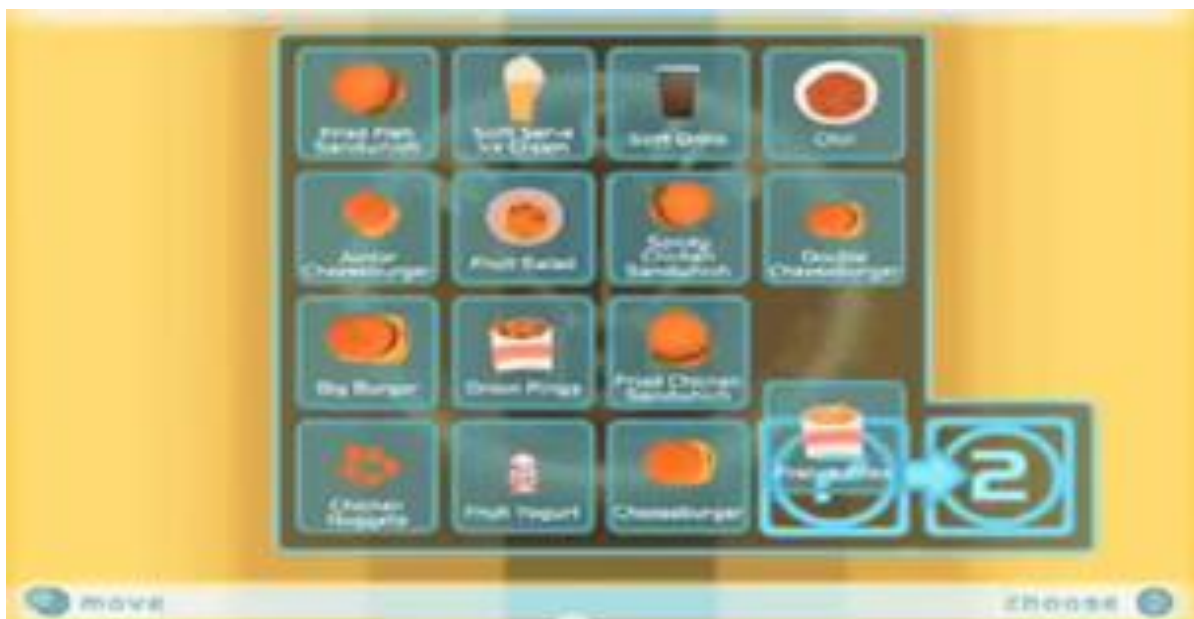 Fried Fish
Sandwich
Soft Serve
Ice Cream
Soft Drink
Chili
Junior
Cheeseburger
Fruit Salad
Spicy
Chicken
Sandwich
Double
Cheeseburger
Big Burger
Onion Rings
Fried Chicken
Sandwich
Chicken
Nuggets
Fruit Yogurt
Cheeseburger
2
move
choose